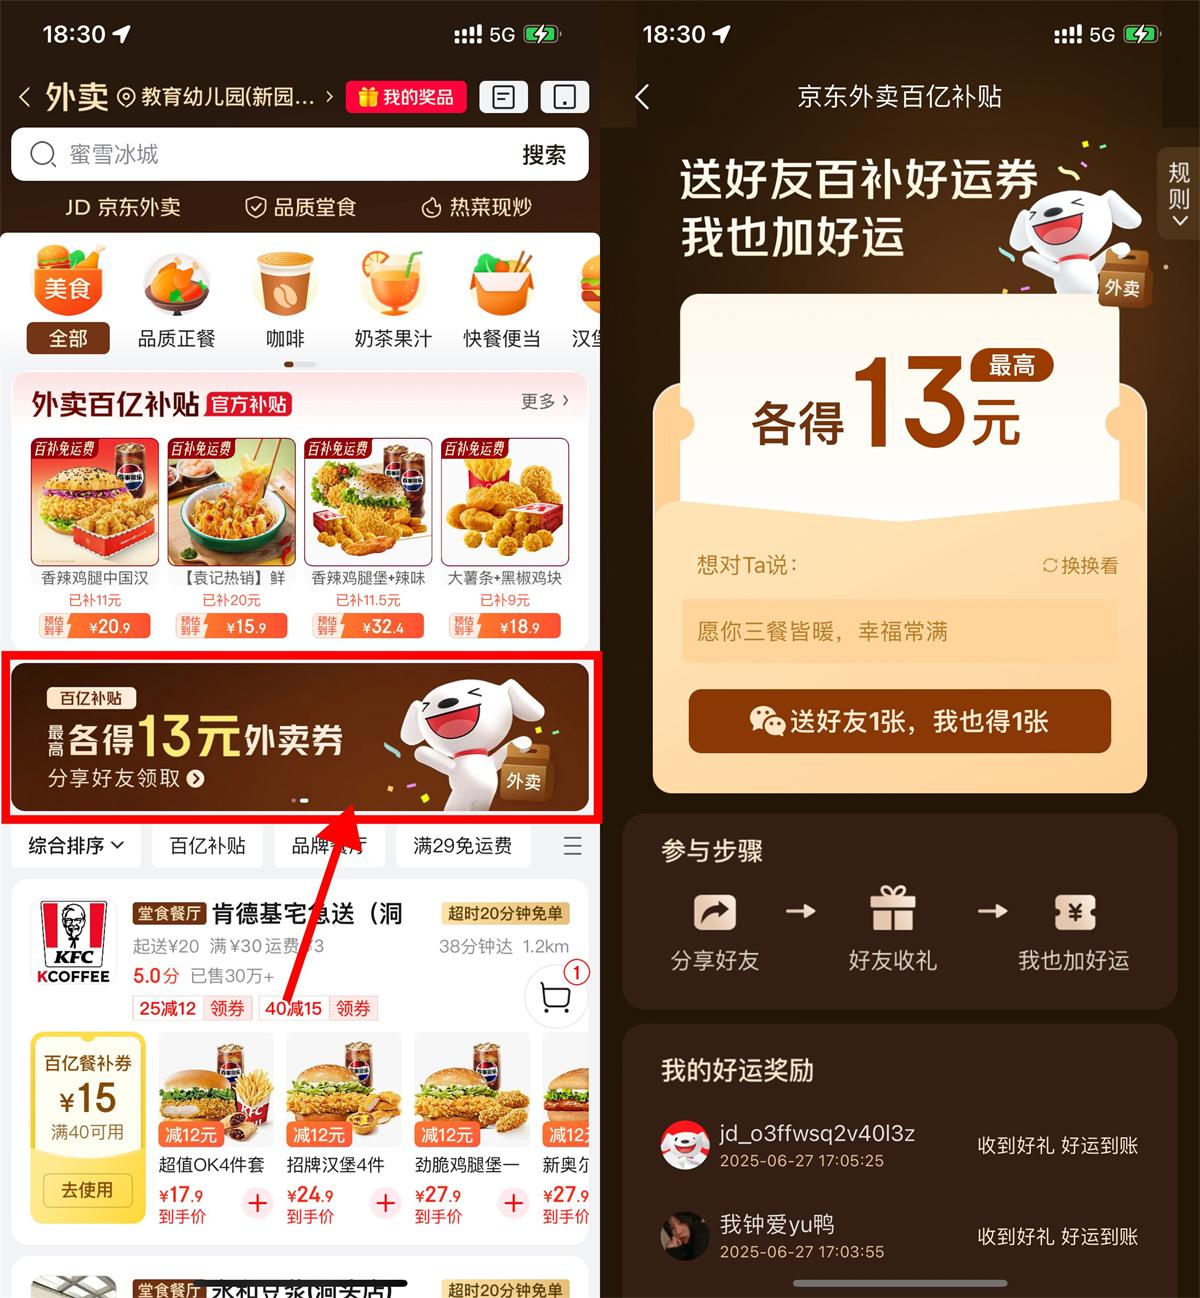 18:30
5G
外卖
教育幼儿园(新园...
我的奖品
蜜雪冰城
搜索
JD 京东外卖
品质堂食
热菜现炒
美食
全部
品质正餐
咖啡
奶茶果汁
快餐便当
汉堡
外卖百亿补贴
官方补贴
更多
百补免运费
百补免运费
百补免运费
百补免运费
香辣鸡腿中国汉
【袁记热销】鲜
香辣鸡腿堡+辣味
大薯条+黑椒鸡块
已补11元
已补20元
已补11.5元
已补9元
预估到手 ¥20.9
预估到手 ¥15.9
预估到手 ¥32.4
预估到手 ¥18.9
百亿补贴
最高各得13元外卖券
分享好友领取
外卖
综合排序
百亿补贴
品牌餐厅
满29免运费
KFC
KCOFFEE
堂食餐厅 肯德基宅急送（洞
超时20分钟免单
起送¥20 满¥30运费¥3
38分钟达 1.2km
5.0分 已售30万+
1
25减12 领券
40减15 领券
百亿餐补券
¥15
满40可用
去使用
减12元
减12元
减12元
减12
超值OK4件套
招牌汉堡4件
劲脆鸡腿堡一
新奥尔
¥17.9
¥24.9
¥27.9
¥27.9
到手价
到手价
到手价
到手价
堂食餐厅 永和豆浆(洞头店)
超时20分钟免单
18:30
5G
京东外卖百亿补贴
规则
送好友百补好运券
我也加好运
外卖
最高
各得13元
想对Ta说：
换换看
愿你三餐皆暖，幸福常满
送好友1张，我也得1张
参与步骤
分享好友
好友收礼
我也加好运
我的好运奖励
jd_o3ffwsq2v40l3z
2025-06-27 17:05:25
收到好礼 好运到账
我钟爱yu鸭
2025-06-27 17:03:55
收到好礼 好运到账